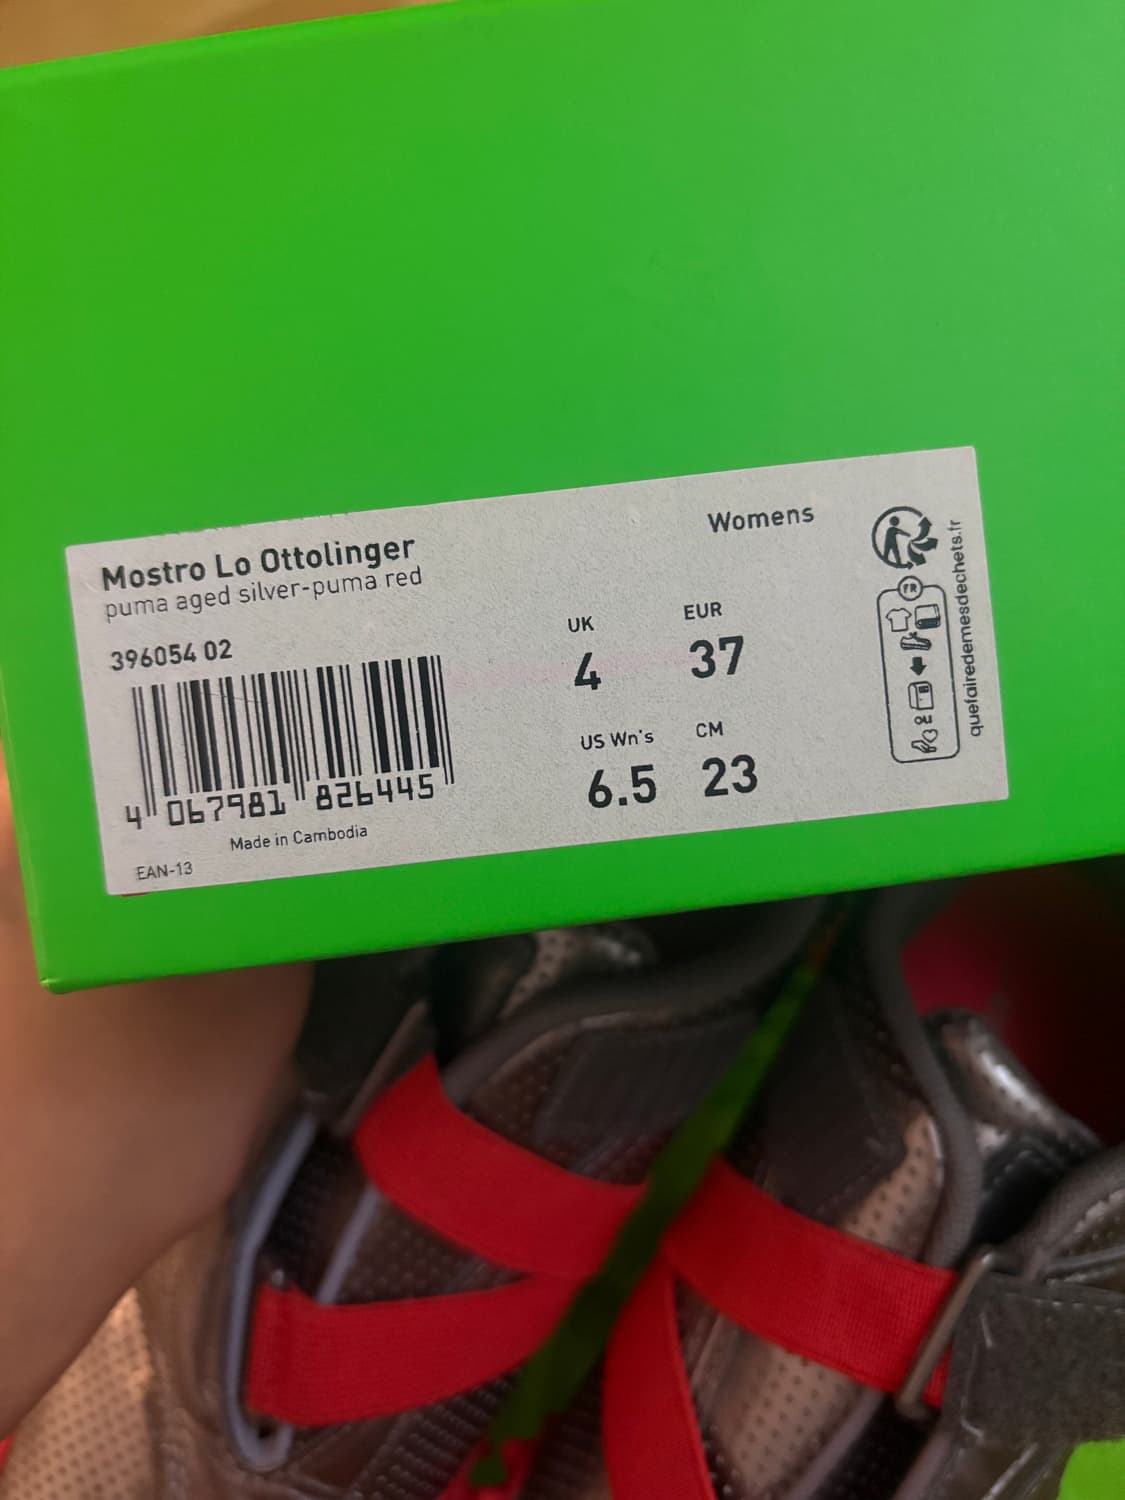 Mostro Lo Ottolinger
puma aged silver-puma red
396054 02
4 067981 826445
Made in Cambodia
EAN-13
Womens
UK
4
EUR
37
US Wn's
6.5
CM
23
FR
quefairedemesdechets.fr